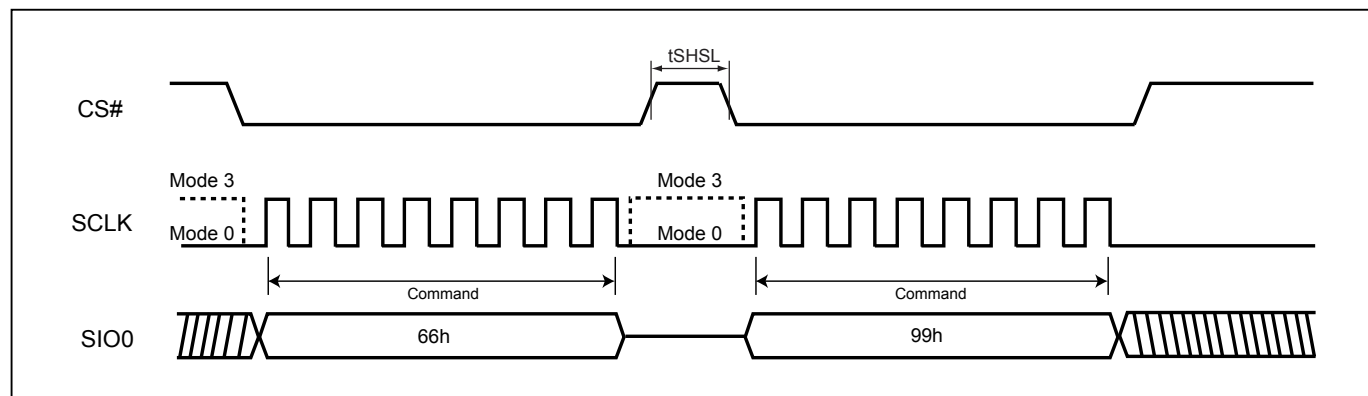 tSHSL
CS#
Mode 3
Mode 3
SCLK
Mode 0
Mode 0
Command
Command
SIO0
66h
99h